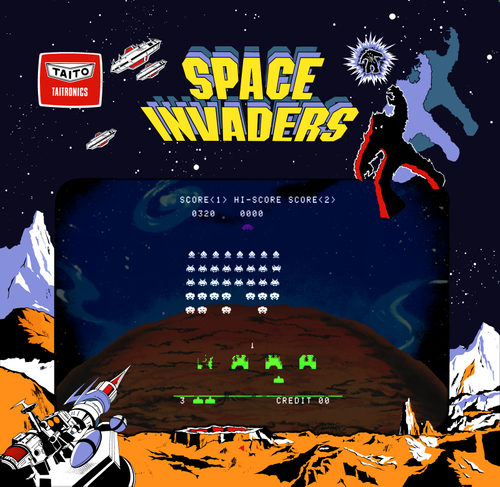 TAITO
TAITRONICS
SPACE
INVADERS
SCORE<1> HI-SCORE SCORE<2>
0320 0000
3 CREDIT 00